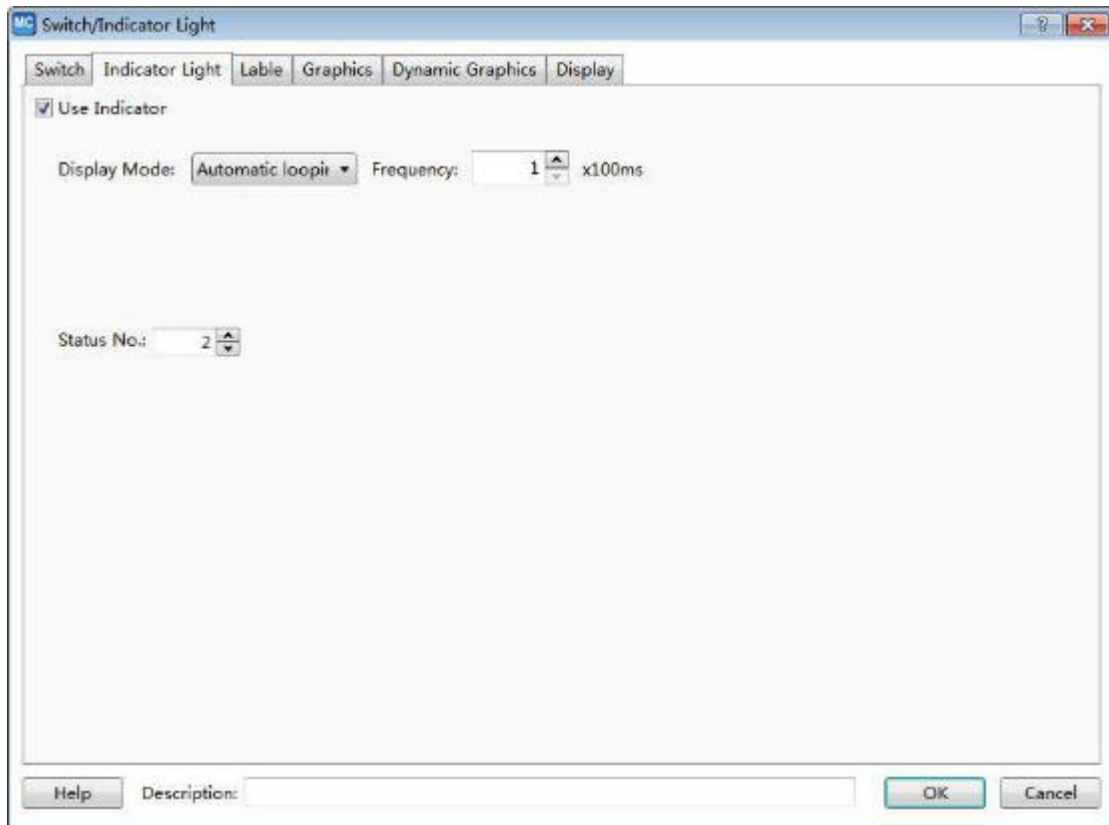 MC Switch/Indicator Light
Switch Indicator Light Lable Graphics Dynamic Graphics Display
Use Indicator
Display Mode: Automatic loopin Frequency: 1 x100ms
Status No.: 2
Help Description: OK Cancel